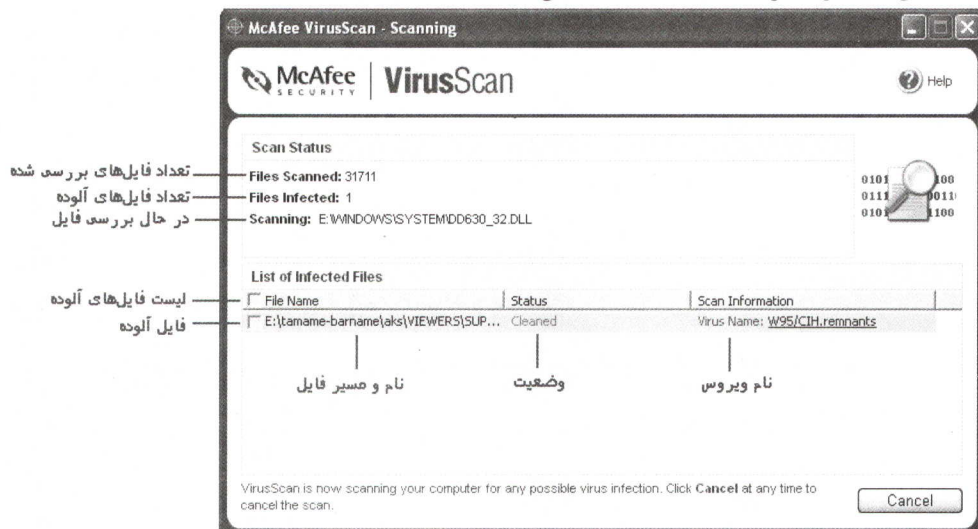 McAfee VirusScan - Scanning
McAfee SECURITY | VirusScan
Help
Scan Status
تعداد فایل‌های بررسی شده
Files Scanned: 31711
تعداد فایل‌های آلوده
Files Infected: 1
در حال بررسی فایل
Scanning: E:\WINDOWS\SYSTEM\DD630_32.DLL
List of Infected Files
لیست فایل‌های آلوده
File Name Status Scan Information
فایل آلوده
E:\tamame-barname\aks\VIEWERS\SUP... Cleaned Virus Name: W95/CIH.remnants
نام و مسیر فایل
وضعیت
نام ویروس
VirusScan is now scanning your computer for any possible virus infection. Click Cancel at any time to
cancel the scan.
Cancel